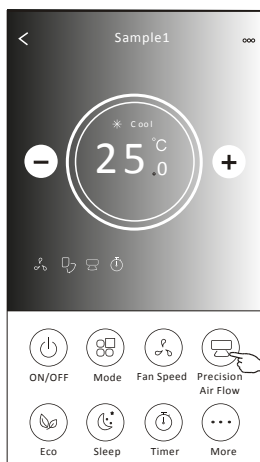 Sample1
Cool
25.0 °C
ON/OFF
Mode
Fan Speed
Precision
Air Flow
Eco
Sleep
Timer
More